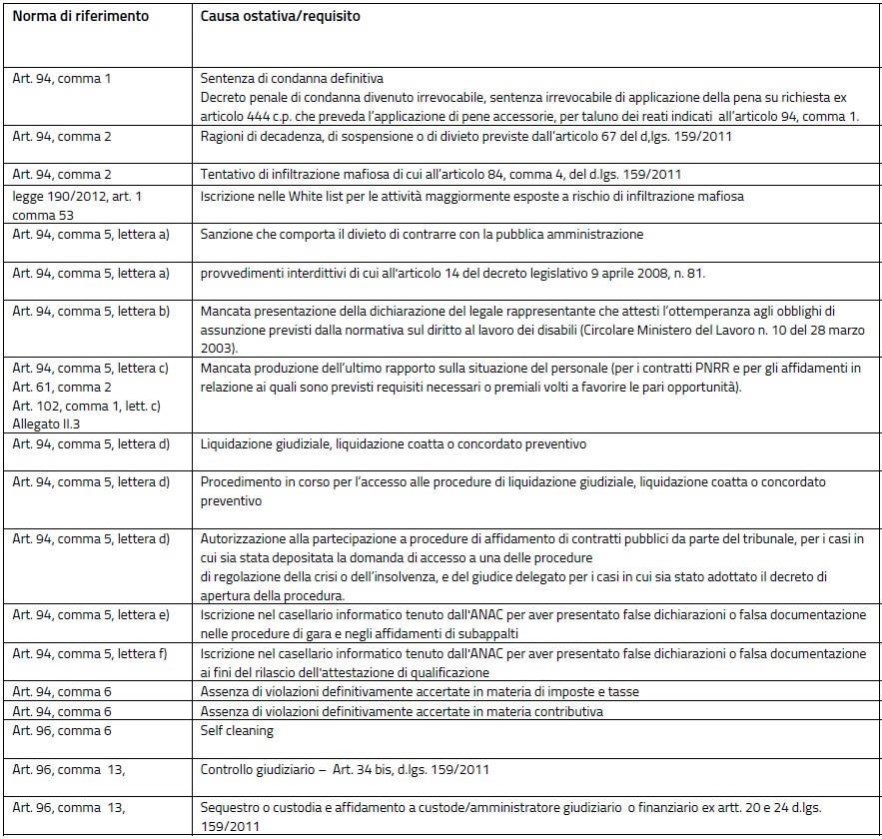 Norma di riferimento
Causa ostativa/requisito
Art. 94, comma 1
Sentenza di condanna definitiva
Decreto penale di condanna divenuto irrevocabile, sentenza irrevocabile di applicazione della pena su richiesta ex
articolo 444 c.p. che preveda l'applicazione di pene accessorie, per taluno dei reati indicati all'articolo 94, comma 1.
Art. 94, comma 2
Ragioni di decadenza, di sospensione o di divieto previste dall'articolo 67 del d,lgs. 159/2011
Art. 94, comma 2
Tentativo di infiltrazione mafiosa di cui all'articolo 84, comma 4, del d.lgs. 159/2011
legge 190/2012, art. 1
comma 53
Iscrizione nelle White list per le attività maggiormente esposte a rischio di infiltrazione mafiosa
Art. 94, comma 5, lettera a)
Sanzione che comporta il divieto di contrarre con la pubblica amministrazione
Art. 94, comma 5, lettera a)
provvedimenti interdittivi di cui all'articolo 14 del decreto legislativo 9 aprile 2008, n. 81.
Art. 94, comma 5, lettera b)
Mancata presentazione della dichiarazione del legale rappresentante che attesti l'ottemperanza agli obblighi di
assunzione previsti dalla normativa sul diritto al lavoro dei disabili (Circolare Ministero del Lavoro n. 10 del 28 marzo
2003).
Art. 94, comma 5, lettera c)
Art. 61, comma 2
Art. 102, comma 1, lett. c)
Allegato II.3
Mancata produzione dell'ultimo rapporto sulla situazione del personale (per i contratti PNRR e per gli affidamenti in
relazione ai quali sono previsti requisiti necessari o premiali volti a favorire le pari opportunità).
Art. 94, comma 5, lettera d)
Liquidazione giudiziale, liquidazione coatta o concordato preventivo
Art. 94, comma 5, lettera d)
Procedimento in corso per l'accesso alle procedure di liquidazione giudiziale, liquidazione coatta o concordato
preventivo
Art. 94, comma 5, lettera d)
Autorizzazione alla partecipazione a procedure di affidamento di contratti pubblici da parte del tribunale, per i casi in
cui sia stata depositata la domanda di accesso a una delle procedure
di regolazione della crisi o dell'insolvenza, e del giudice delegato per i casi in cui sia stato adottato il decreto di
apertura della procedura.
Art. 94, comma 5, lettera e)
Iscrizione nel casellario informatico tenuto dall'ANAC per aver presentato false dichiarazioni o falsa documentazione
nelle procedure di gara e negli affidamenti di subappalti
Art. 94, comma 5, lettera f)
Iscrizione nel casellario informatico tenuto dall'ANAC per aver presentato false dichiarazioni o falsa documentazione
ai fini del rilascio dell'attestazione di qualificazione
Art. 94, comma 6
Assenza di violazioni definitivamente accertate in materia di imposte e tasse
Art. 94, comma 6
Assenza di violazioni definitivamente accertate in materia contributiva
Art. 96, comma 6
Self cleaning
Art. 96, comma 13,
Controllo giudiziario – Art. 34 bis, d.lgs. 159/2011
Art. 96, comma 13,
Sequestro o custodia e affidamento a custode/amministratore giudiziario o finanziario ex artt. 20 e 24 d.lgs.
159/2011